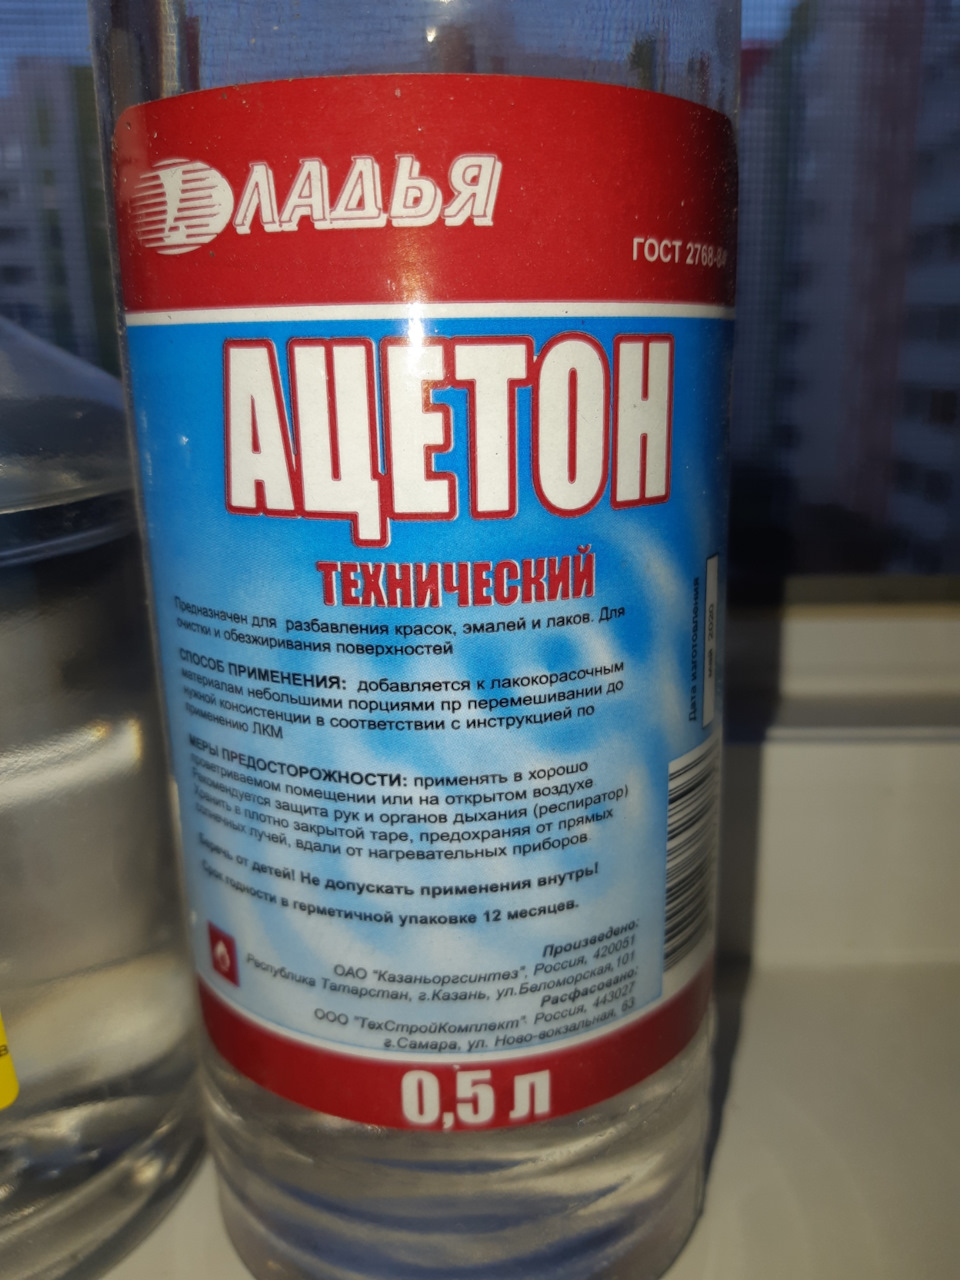 ЛАДЬЯ
ГОСТ 2768-84
АЦЕТОН
ТЕХНИЧЕСКИЙ
Предназначен для разбавления красок, эмалей и лаков. Для
очистки и обезжиривания поверхностей
СПОСОБ ПРИМЕНЕНИЯ: добавляется к лакокорасочным
материалам небольшими порциями пр перемешивании до
нужной консистенции в соответствии с инструкцией по
применению ЛКМ
МЕРЫ ПРЕДОСТОРОЖНОСТИ: применять в хорошо
проветриваемом помещении или на открытом воздухе
Рекомендуется защита рук и органов дыхания (респиратор)
Хранить в плотно закрытой таре, предохраняя от прямых
солнечных лучей, вдали от нагревательных приборов.
Беречь от детей! Не допускать применения внутрь!
Срок годности в герметичной упаковке 12 месяцев.
Произведено:
ОАО "Казаньоргсинтез", Россия, 420051
Республика Татарстан, г.Казань, ул.Беломорская,101
Расфасовано:
ООО "ТехСтройКомплект" Россия, 443027
г.Самара, ул. Ново-вокзальная, 83
0,5 л
Дата изготовления
май 2020